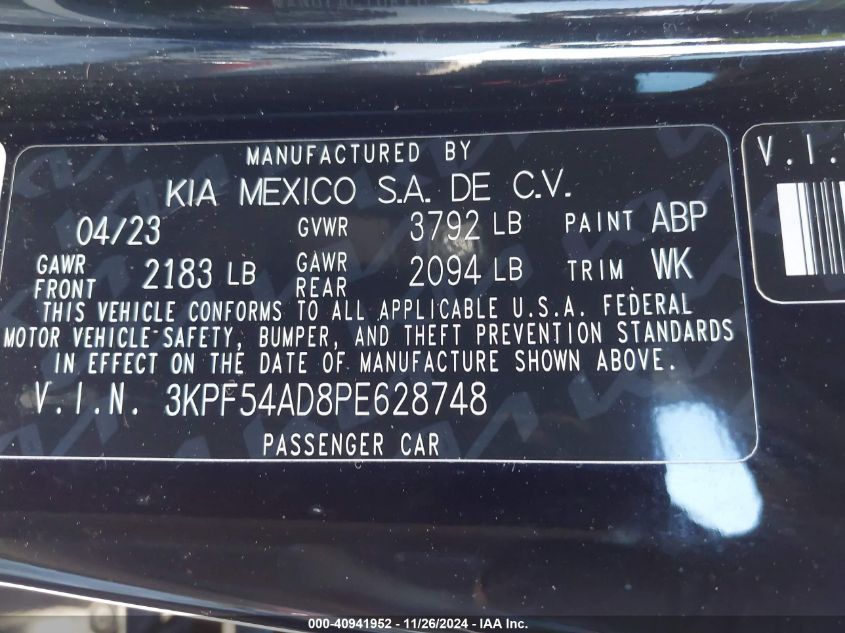 MANUFACTURED BY
KIA MEXICO S.A. DE C.V.
04/23 GVWR 3792 LB PAINT ABP
GAWR FRONT 2183 LB GAWR REAR 2094 LB TRIM WK
THIS VEHICLE CONFORMS TO ALL APPLICABLE U.S.A. FEDERAL
MOTOR VEHICLE SAFETY, BUMPER, AND THEFT PREVENTION STANDARDS
IN EFFECT ON THE DATE OF MANUFACTURE SHOWN ABOVE.
V.I.N. 3KPF54AD8PE628748
PASSENGER CAR
V.I.
000-40941952 - 11/26/2024 - IAA Inc.